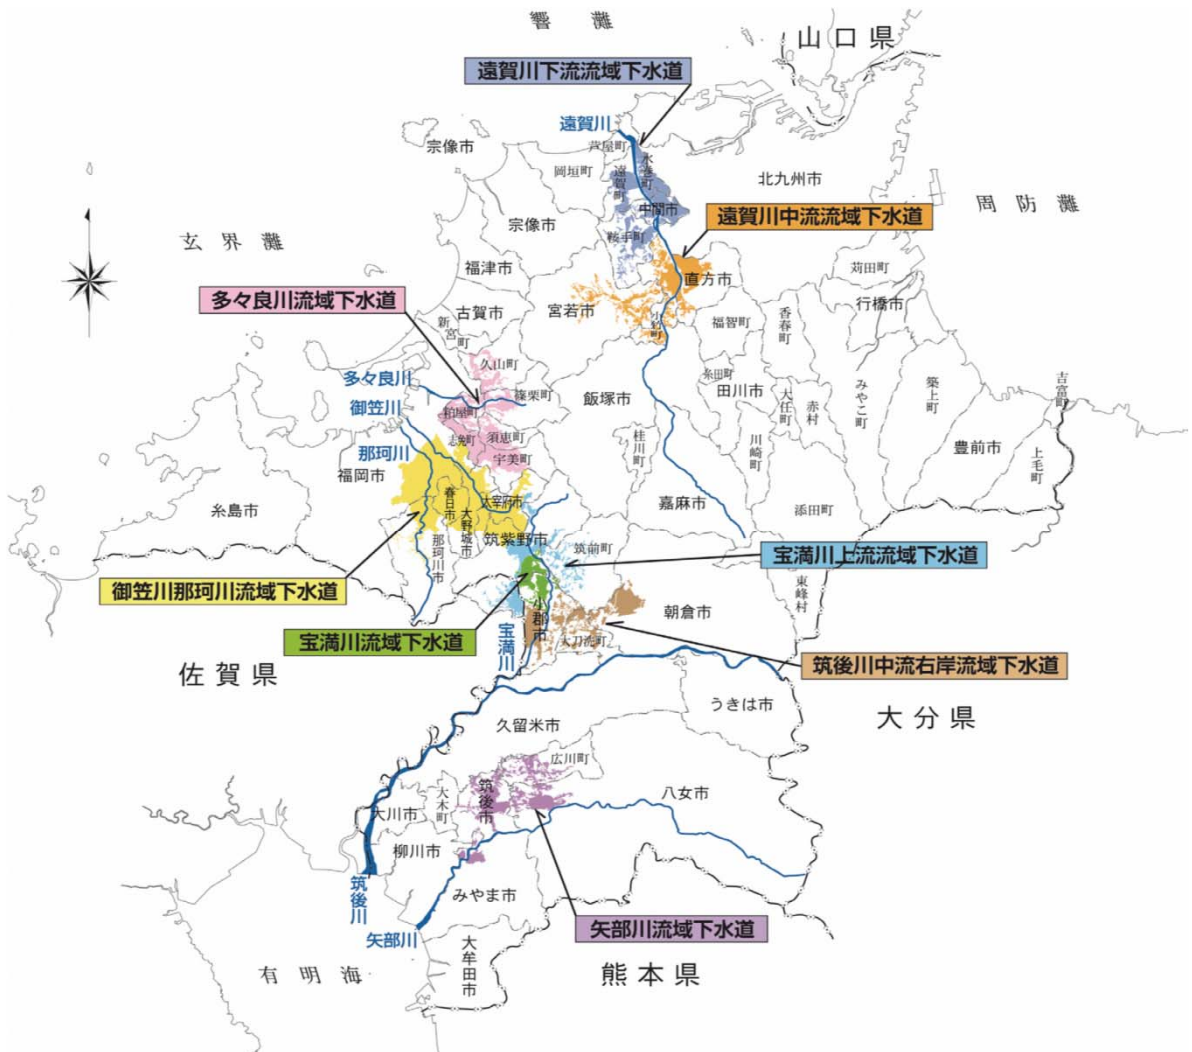 響灘
山口県
遠賀川下流流域下水道
遠賀川
芦屋町
水巻町
宗像市
岡垣町
遠賀町
北九州市
中間市
周防灘
遠賀川中流流域下水道
宗像市
鞍手町
玄界灘
福津市
直方市
苅田町
多々良川流域下水道
古賀市
宮若市
行橋市
新宮町
小竹町
福智町
香春町
久山町
糸田町
多々良川
篠栗町
飯塚市
田川市
大任町
赤村
みやこ町
築上町
吉富町
御笠川
粕屋町
志免町
須恵町
桂川町
川崎町
豊前市
上毛町
那珂川
宇美町
福岡市
春日市
大野城市
太宰府市
嘉麻市
添田町
糸島市
筑紫野市
那珂川市
筑前町
宝満川上流流域下水道
御笠川那珂川流域下水道
東峰村
小郡市
朝倉市
宝満川流域下水道
宝満川
大刀洗町
佐賀県
筑後川中流右岸流域下水道
うきは市
大分県
久留米市
広川町
筑後市
八女市
大木町
大川市
柳川市
筑後川
みやま市
矢部川
矢部川流域下水道
大牟田市
有明海
熊本県